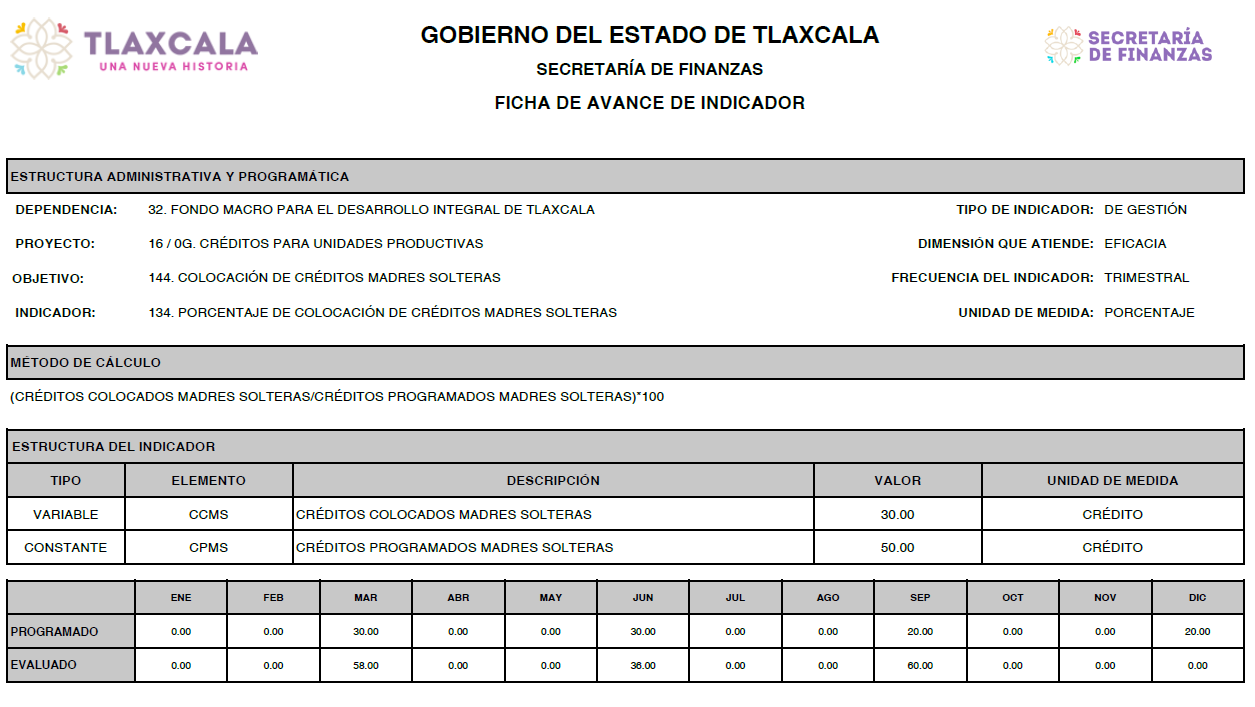 TLAXCALA
UNA NUEVA HISTORIA
GOBIERNO DEL ESTADO DE TLAXCALA
SECRETARÍA DE FINANZAS
FICHA DE AVANCE DE INDICADOR
SECRETARÍA
DE FINANZAS
ESTRUCTURA ADMINISTRATIVA Y PROGRAMÁTICA
DEPENDENCIA: 32. FONDO MACRO PARA EL DESARROLLO INTEGRAL DE TLAXCALA TIPO DE INDICADOR: DE GESTIÓN
PROYECTO: 16 / 0G. CRÉDITOS PARA UNIDADES PRODUCTIVAS DIMENSIÓN QUE ATIENDE: EFICACIA
OBJETIVO: 144. COLOCACIÓN DE CRÉDITOS MADRES SOLTERAS FRECUENCIA DEL INDICADOR: TRIMESTRAL
INDICADOR: 134. PORCENTAJE DE COLOCACIÓN DE CRÉDITOS MADRES SOLTERAS UNIDAD DE MEDIDA: PORCENTAJE
MÉTODO DE CÁLCULO
(CRÉDITOS COLOCADOS MADRES SOLTERAS/CRÉDITOS PROGRAMADOS MADRES SOLTERAS)*100
ESTRUCTURA DEL INDICADOR
TIPO ELEMENTO DESCRIPCIÓN VALOR UNIDAD DE MEDIDA
VARIABLE CCMS CRÉDITOS COLOCADOS MADRES SOLTERAS 30.00 CRÉDITO
CONSTANTE CPMS CRÉDITOS PROGRAMADOS MADRES SOLTERAS 50.00 CRÉDITO
ENE FEB MAR ABR MAY JUN JUL AGO SEP OCT NOV DIC
PROGRAMADO 0.00 0.00 30.00 0.00 0.00 30.00 0.00 0.00 20.00 0.00 0.00 20.00
EVALUADO 0.00 0.00 58.00 0.00 0.00 36.00 0.00 0.00 60.00 0.00 0.00 0.00